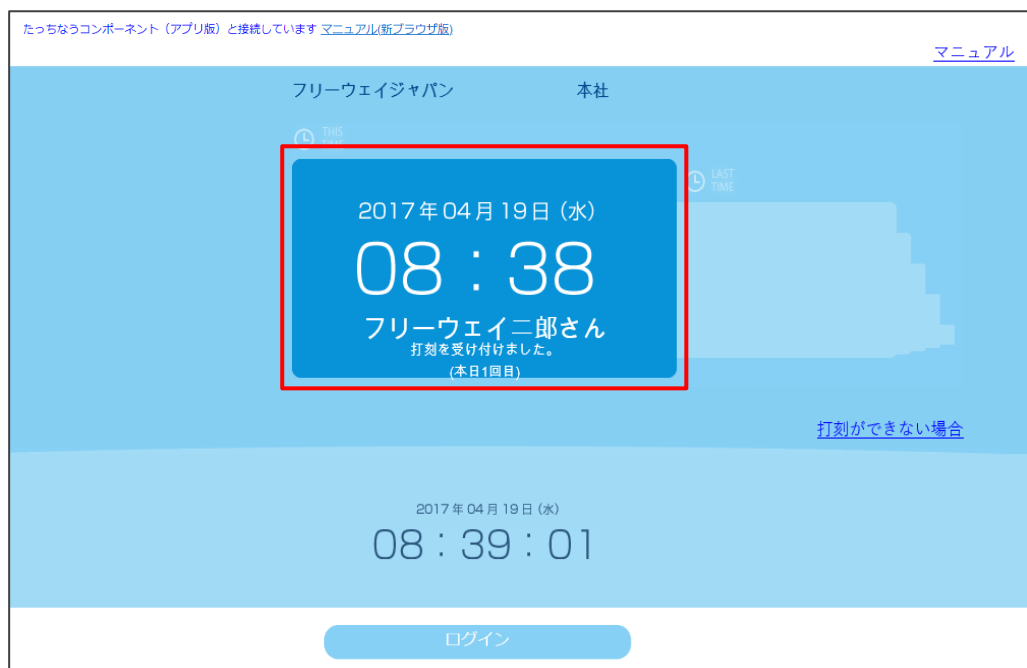 たっちなうコンポーネント（アプリ版）と接続しています マニュアル(新ブラウザ版)
マニュアル
フリーウェイジャパン 本社
THIS
TIME
LAST
TIME
2017年04月19日（水）
08：38
フリーウェイ二郎さん
打刻を受け付けました。
(本日1回目)
打刻ができない場合
2017年04月19日（水）
08：39：01
ログイン